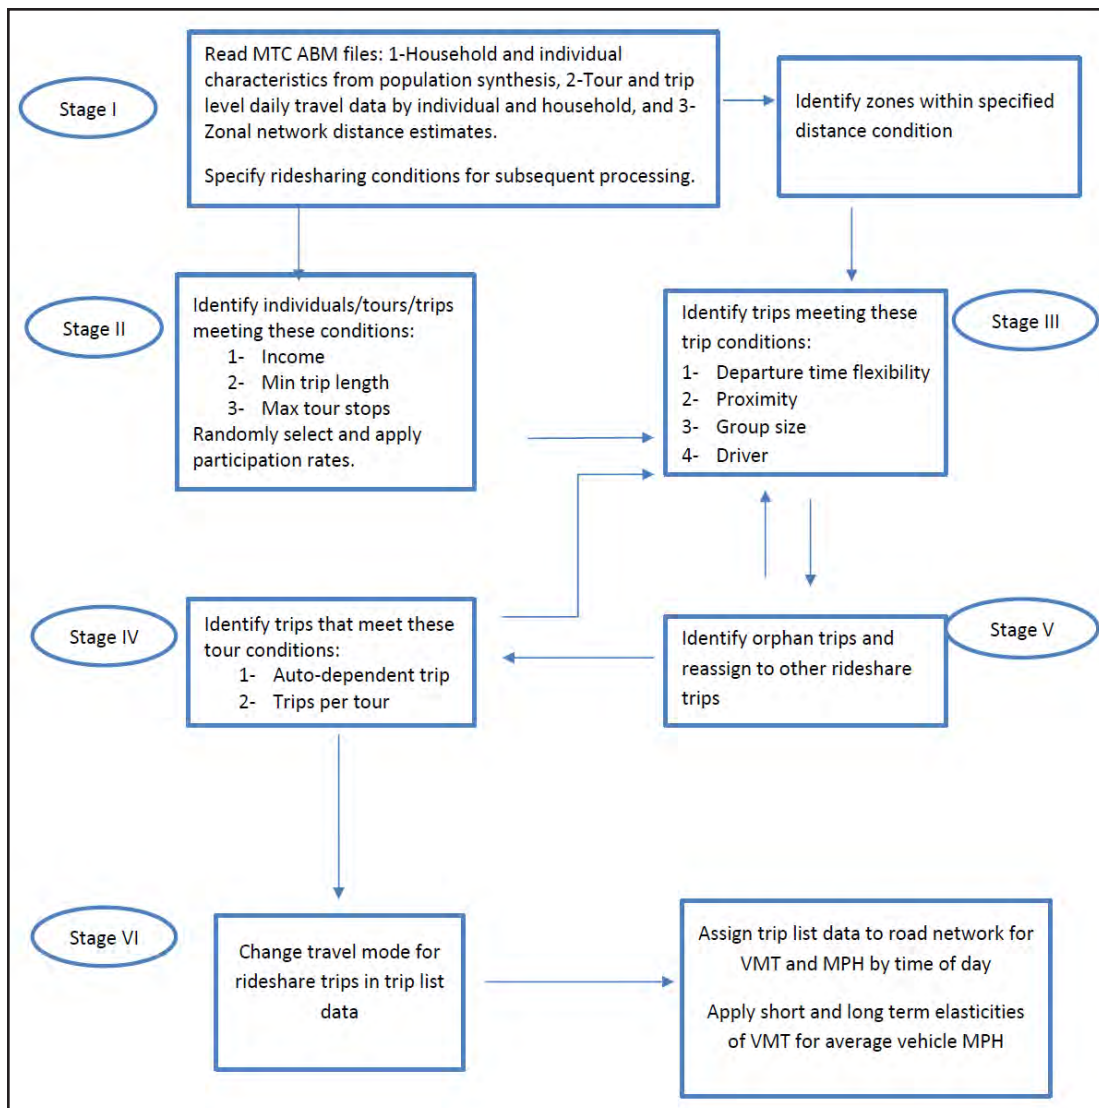 Stage I
Read MTC ABM files: 1-Household and individual
characteristics from population synthesis, 2-Tour and trip
level daily travel data by individual and household, and 3-
Zonal network distance estimates.
Specify ridesharing conditions for subsequent processing.
Identify zones within specified
distance condition
Stage II
Identify individuals/tours/trips
meeting these conditions:
1- Income
2- Min trip length
3- Max tour stops
Randomly select and apply
participation rates.
Identify trips meeting these
trip conditions:
1- Departure time flexibility
2- Proximity
3- Group size
4- Driver
Stage III
Stage IV
Identify trips that meet these
tour conditions:
1- Auto-dependent trip
2- Trips per tour
Identify orphan trips and
reassign to other rideshare
trips
Stage V
Stage VI
Change travel mode for
rideshare trips in trip list
data
Assign trip list data to road network for
VMT and MPH by time of day
Apply short and long term elasticities
of VMT for average vehicle MPH